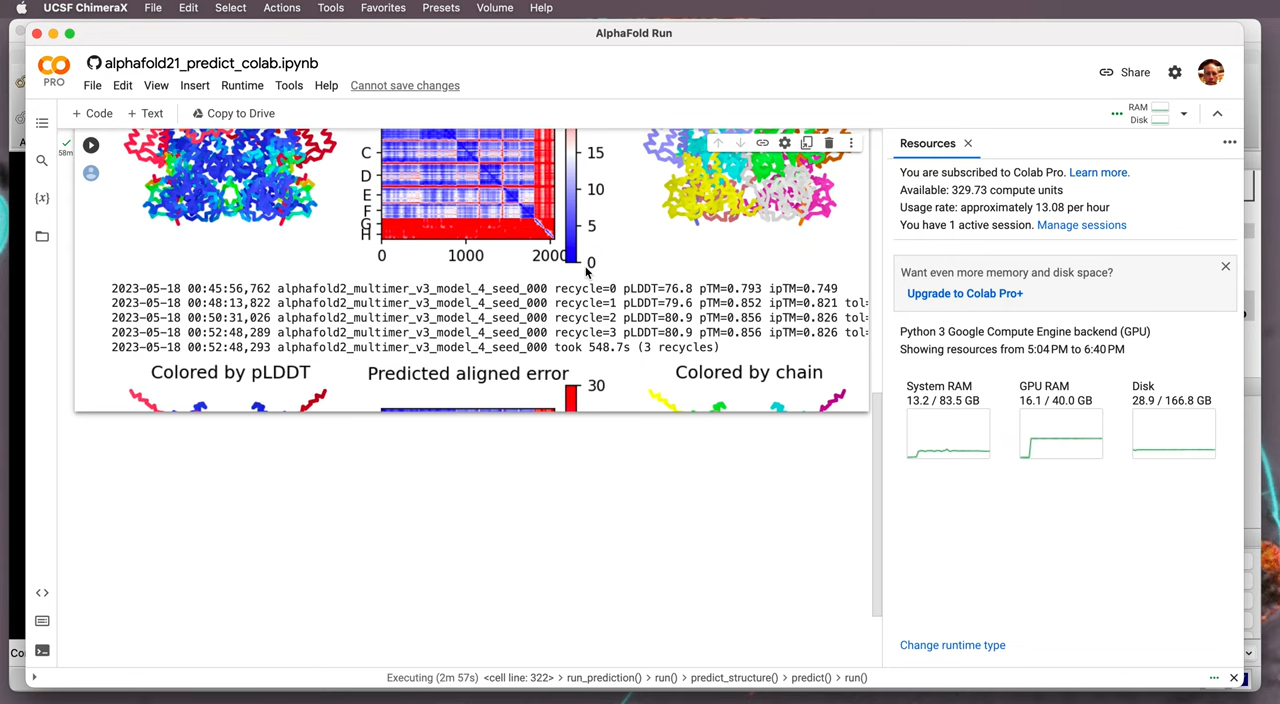 UCSF ChimeraX File Edit Select Actions Tools Favorites Presets Volume Help
AlphaFold Run
PRO
alphafold21_predict_colab.ipynb
File Edit View Insert Runtime Tools Help Cannot save changes
Share
+ Code + Text Copy to Drive
RAM
Disk
58m
C
D
E
F
G
H
0 1000 2000
15
10
5
0
2023-05-18 00:45:56,762 alphafold2_multimer_v3_model_4_seed_000 recycle=0 pLDDT=76.8 pTM=0.793 ipTM=0.749
2023-05-18 00:48:13,822 alphafold2_multimer_v3_model_4_seed_000 recycle=1 pLDDT=79.6 pTM=0.852 ipTM=0.821 tol=
2023-05-18 00:50:31,026 alphafold2_multimer_v3_model_4_seed_000 recycle=2 pLDDT=80.9 pTM=0.856 ipTM=0.826 tol=
2023-05-18 00:52:48,289 alphafold2_multimer_v3_model_4_seed_000 recycle=3 pLDDT=80.9 pTM=0.856 ipTM=0.826 tol=
2023-05-18 00:52:48,293 alphafold2_multimer_v3_model_4_seed_000 took 548.7s (3 recycles)
Colored by pLDDT Predicted aligned error Colored by chain
30
Resources
You are subscribed to Colab Pro. Learn more.
Available: 329.73 compute units
Usage rate: approximately 13.08 per hour
You have 1 active session. Manage sessions
Want even more memory and disk space?
Upgrade to Colab Pro+
Python 3 Google Compute Engine backend (GPU)
Showing resources from 5:04 PM to 6:40 PM
System RAM GPU RAM Disk
13.2 / 83.5 GB 16.1 / 40.0 GB 28.9 / 166.8 GB
Change runtime type
Co
Executing (2m 57s) <cell line: 322> > run_prediction() > run() > predict_structure() > predict() > run()